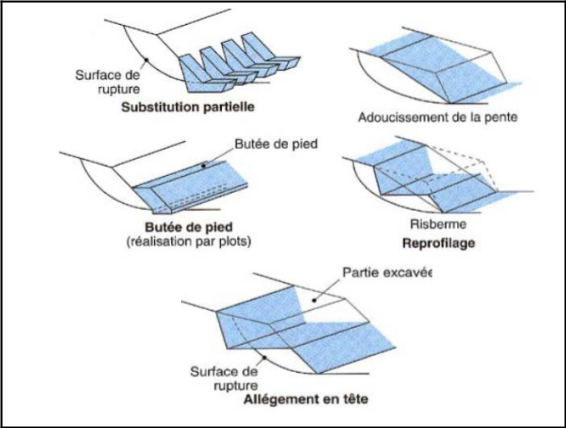 Surface de
rupture
Substitution partielle
Adoucissement de la pente
Butée de pied
Butée de pied
(réalisation par plots)
Risberme
Reprofilage
Partie excavée
Surface de
rupture
Allégement en tête